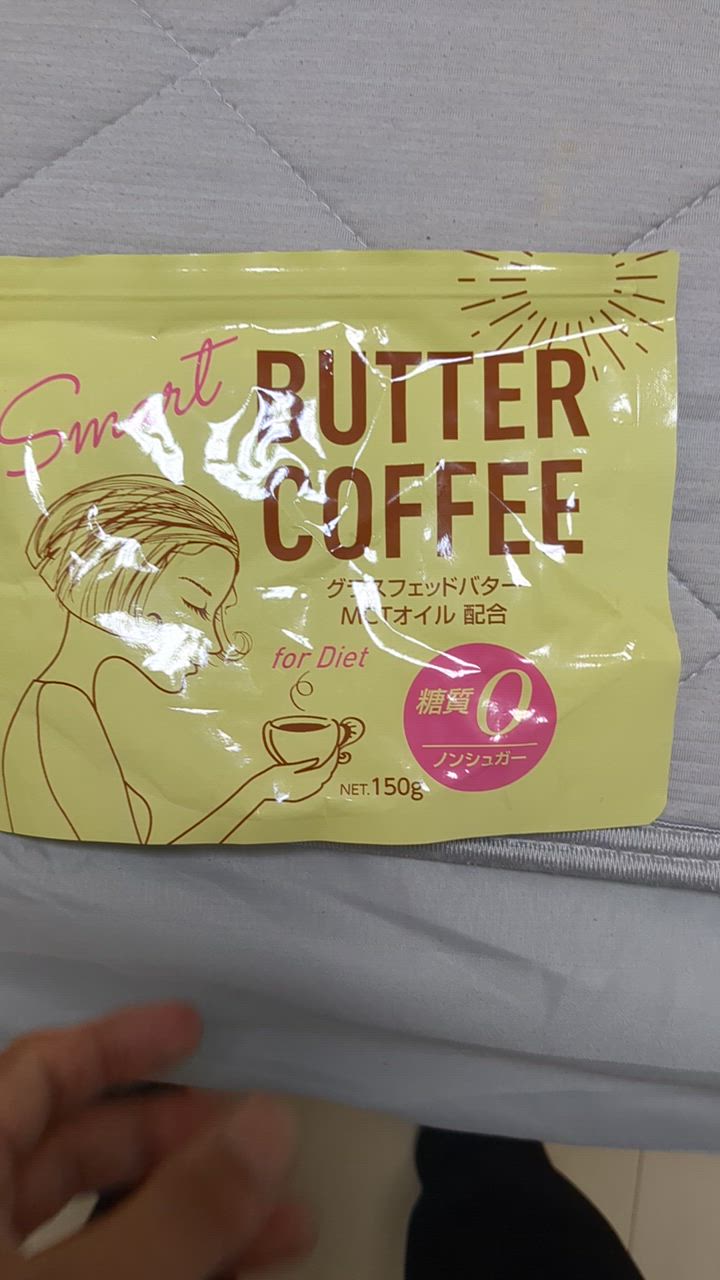 Smart
BUTTER
COFFEE
グラスフェッドバター
MCTオイル 配合
for Diet
糖質0
ノンシュガー
NET.150g